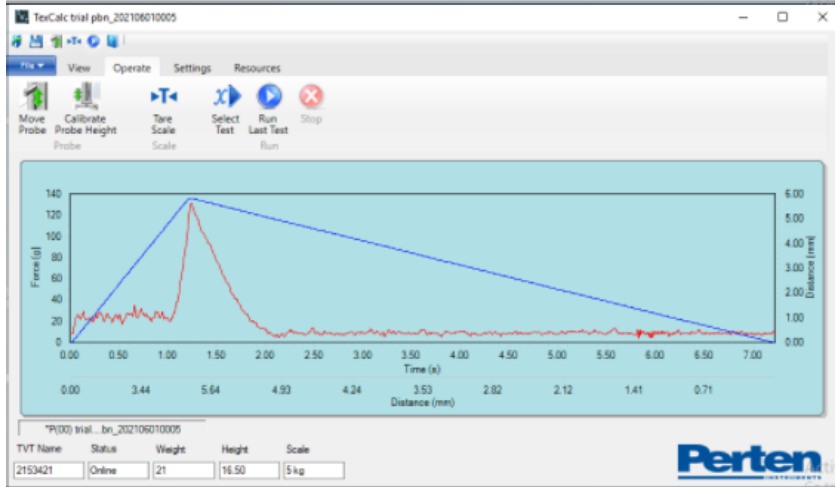 TexCalc trial pbn_202106010005
File View Operate Settings Resources
Move Probe Calibrate Probe Height Tare Scale Select Test Run Last Test Stop
Probe Scale Run
140 6.00
120 5.00
100 4.00
80 3.00
60
40 2.00
20 1.00
0 0.00
Force [g]
Distance [mm]
0.00 0.50 1.00 1.50 2.00 2.50 3.00 3.50 4.00 4.50 5.00 5.50 6.00 6.50 7.00
Time (s)
0.00 3.44 5.64 4.93 4.24 3.53 2.82 2.12 1.41 0.71
Distance (mm)
*P(00) trial....bn_202106010005
TVT Name Status Weight Height Scale
2153421 Online 21 16.50 5 kg
Perten